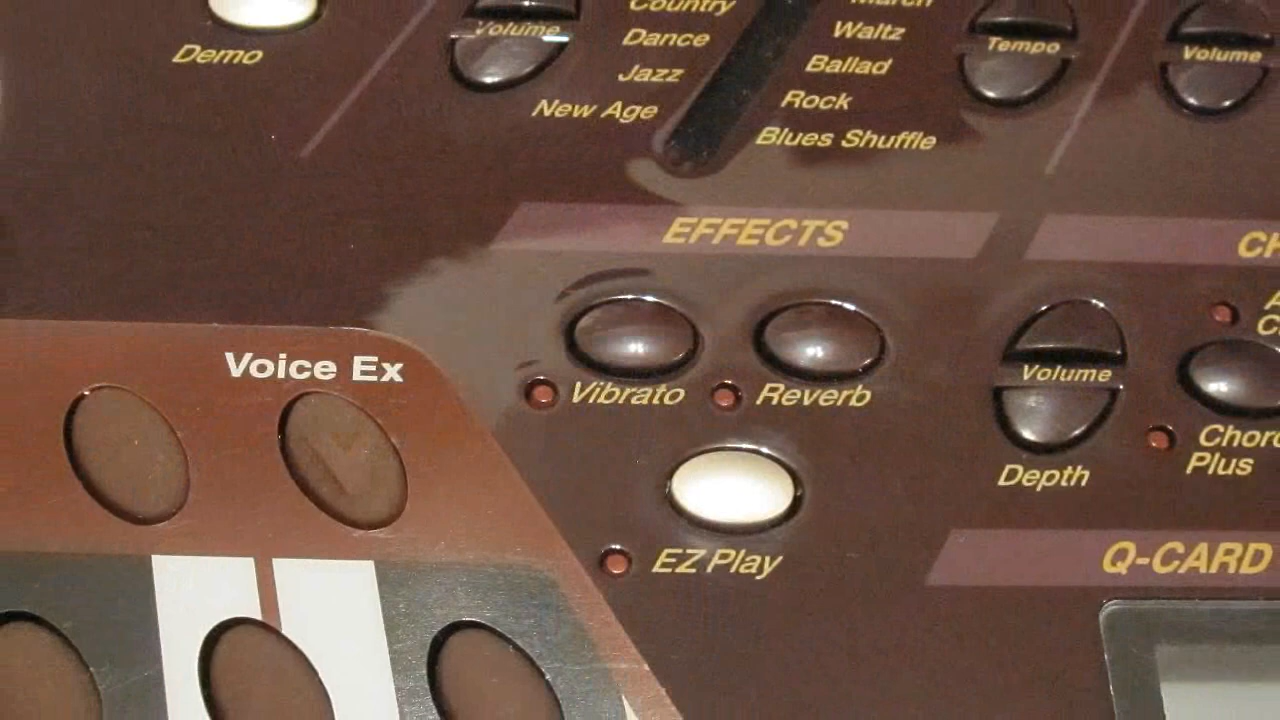 Demo
Volume
Country
Dance
Jazz
New Age
March
Waltz
Ballad
Rock
Blues Shuffle
Tempo
Volume
EFFECTS
Vibrato
Reverb
EZ Play
Volume
Depth
Chord
Plus
Q-CARD
Voice Ex